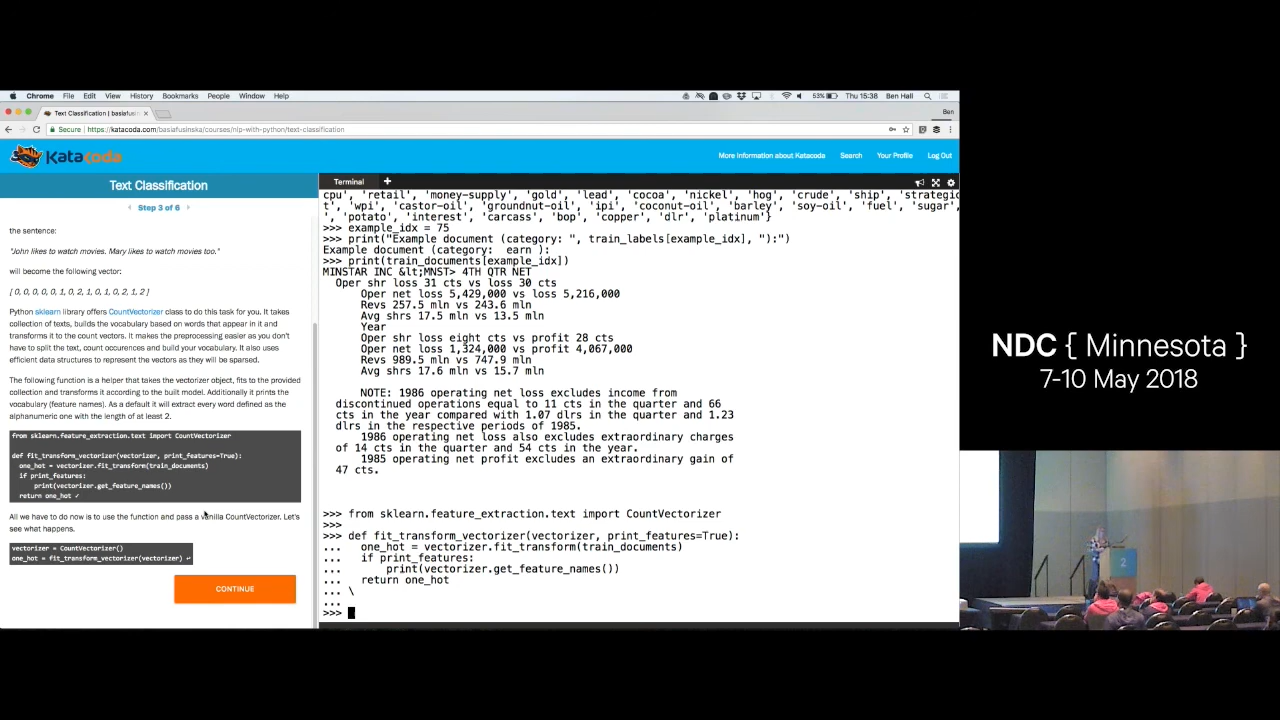 Chrome File Edit View History Bookmarks People Window Help
53% Thu 15:38 Ben Hall
Text Classification | basiafusin
Ben
Secure https://katacoda.com/basiafusinska/courses/nlp-with-python/text-classification
KataCoda
More Information about Katacoda Search Your Profile Log Out
Text Classification
Step 3 of 6
the sentence:
"John likes to watch movies. Mary likes to watch movies too."
will become the following vector:
[ 0, 0, 0, 0, 1, 0, 2, 1, 0, 1, 0, 2, 1, 2 ]
Python sklearn library offers CountVectorizer class to do this task for you. It takes
collection of texts, builds the vocabulary based on words that appear in it and
transforms it to the count vectors. It makes the preprocessing easier as you don't
have to split the text, count occurences and build your vocabulary. It also uses
efficient data structures to represent the vectors as they will be sparsed.
The following function is a helper that takes the vectorizer object, fits to the provided
collection and transforms it according to the built model. Additionally it prints the
vocabulary (feature names). As a default it will extract every word defined as the
alphanumeric one with the length of at least 2.
from sklearn.feature_extraction.text import CountVectorizer
def fit_transform_vectorizer(vectorizer, print_features=True):
one_hot = vectorizer.fit_transform(train_documents)
if print_features:
print(vectorizer.get_feature_names())
return one_hot ✓
All we have to do now is to use the function and pass a vanilla CountVectorizer. Let's
see what happens.
vectorizer = CountVectorizer()
one_hot = fit_transform_vectorizer(vectorizer) ↵
CONTINUE
Terminal +
cpu', 'retail', 'money-supply', 'gold', 'lead', 'cocoa', 'nickel', 'hog', 'crude', 'ship', 'strategic
t', 'wpi', 'castor-oil', 'groundnut-oil', 'ipi', 'coconut-oil', 'barley', 'soy-oil', 'fuel', 'sugar',
', 'potato', 'interest', 'carcass', 'bop', 'copper', 'dlr', 'platinum'}
>>> example_idx = 75
>>> print("Example document (category: ", train_labels[example_idx], "):")
Example document (category:  earn ):
>>> print(train_documents[example_idx])
MINSTAR INC &lt;MNST> 4TH QTR NET
Oper shr loss 31 cts vs loss 30 cts
Oper net loss 5,429,000 vs loss 5,216,000
Revs 257.5 mln vs 243.6 mln
Avg shrs 17.5 mln vs 13.5 mln
Year
Oper shr loss eight cts vs profit 28 cts
Oper net loss 1,324,000 vs profit 4,067,000
Revs 989.5 mln vs 747.9 mln
Avg shrs 17.6 mln vs 15.7 mln
NOTE: 1986 operating net loss excludes income from
discontinued operations equal to 11 cts in the quarter and 66
cts in the year compared with 1.07 dlrs in the quarter and 1.23
dlrs in the respective periods of 1985.
1986 operating net loss also excludes extraordinary charges
of 14 cts in the quarter and 54 cts in the year.
1985 operating net profit excludes an extraordinary gain of
47 cts.
>>> from sklearn.feature_extraction.text import CountVectorizer
>>>
>>> def fit_transform_vectorizer(vectorizer, print_features=True):
... one_hot = vectorizer.fit_transform(train_documents)
... if print_features:
... print(vectorizer.get_feature_names())
... return one_hot
... \
...
>>>
NDC { Minnesota }
7-10 May 2018
2